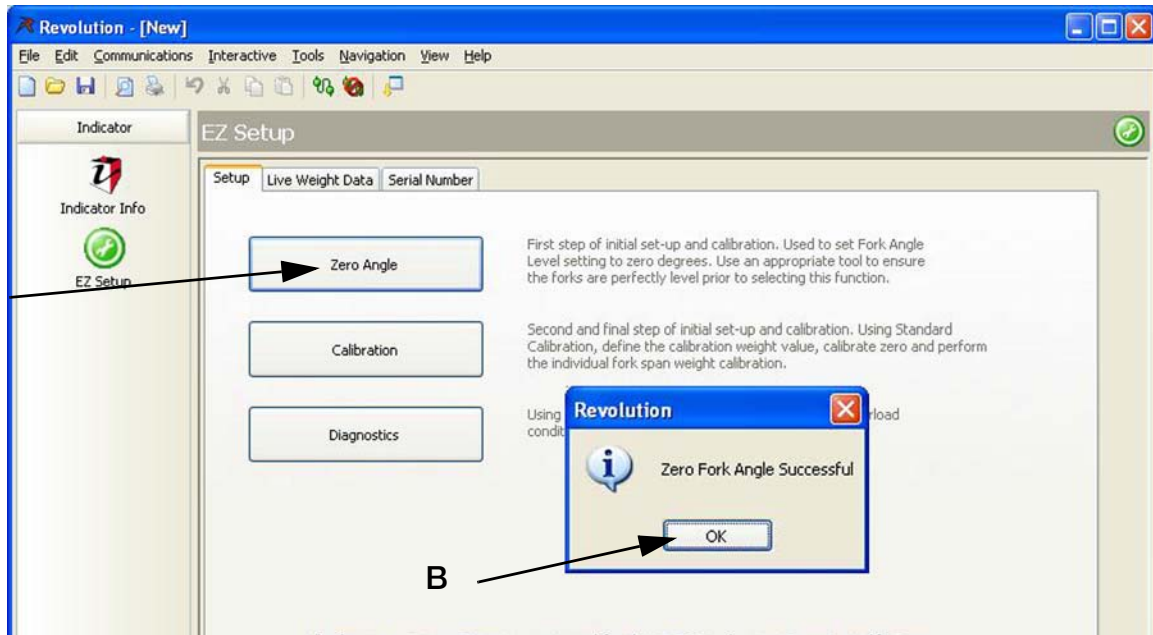 Revolution - [New]
File Edit Communications Interactive Tools Navigation View Help
Indicator
EZ Setup
Indicator Info
EZ Setup
Setup Live Weight Data Serial Number
Zero Angle
First step of initial set-up and calibration. Used to set Fork Angle
Level setting to zero degrees. Use an appropriate tool to ensure
the forks are perfectly level prior to selecting this function.
Calibration
Second and final step of initial set-up and calibration. Using Standard
Calibration, define the calibration weight value, calibrate zero and perform
the individual fork span weight calibration.
Diagnostics
Using
rload
condit
Revolution
Zero Fork Angle Successful
OK
B